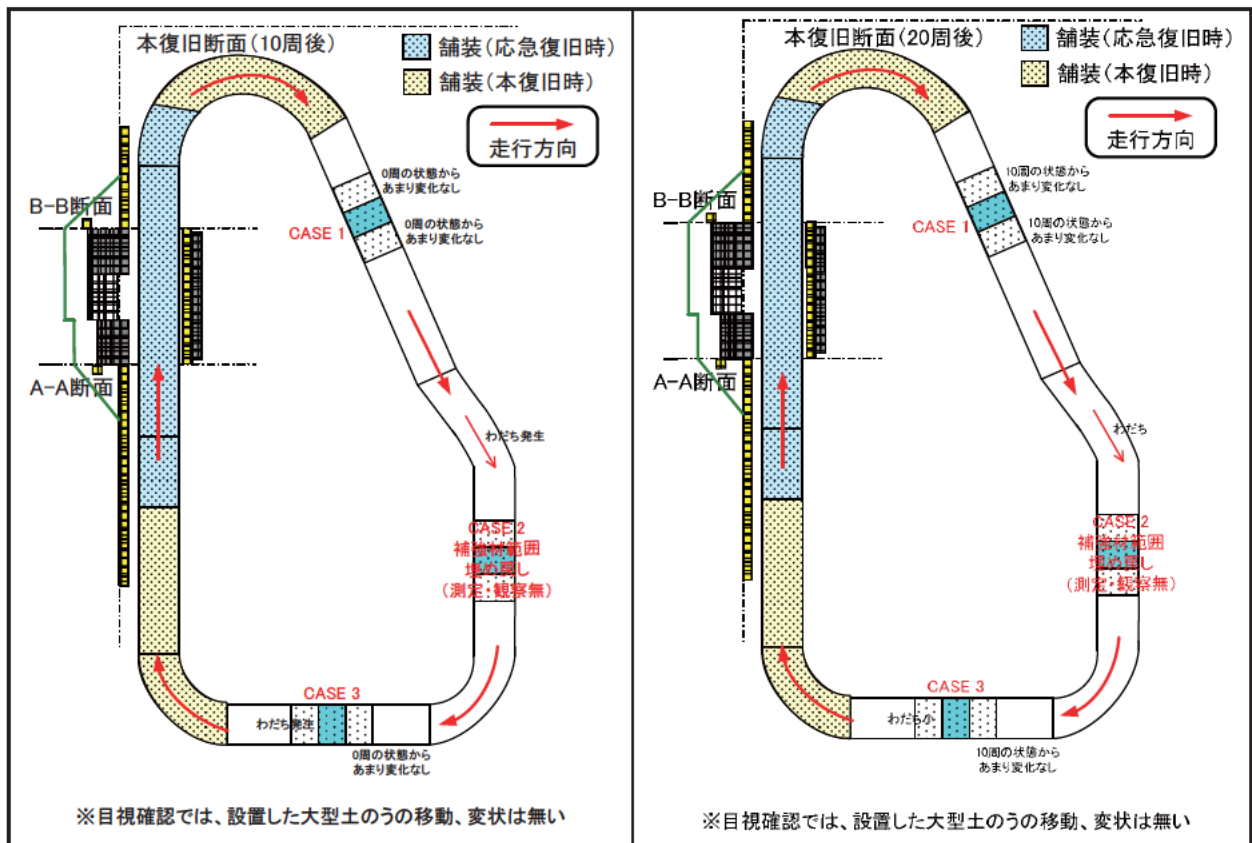 本復旧断面(10周後)
舗装(応急復旧時)
舗装(本復旧時)
走行方向
0周の状態から
あまり変化なし
B-B断面
CASE 1
0周の状態から
あまり変化なし
A-A断面
わだち発生
CASE 2
補強材範囲
埋め戻し
(測定・観察無)
CASE 3
わだち発生
0周の状態から
あまり変化なし
※目視確認では、設置した大型土のうの移動、変状は無い
本復旧断面(20周後)
舗装(応急復旧時)
舗装(本復旧時)
走行方向
10周の状態から
あまり変化なし
B-B断面
CASE 1
10周の状態から
あまり変化なし
A-A断面
わだち
CASE 2
補強材範囲
埋め戻し
(測定・観察無)
CASE 3
わだち小
10周の状態から
あまり変化なし
※目視確認では、設置した大型土のうの移動、変状は無い